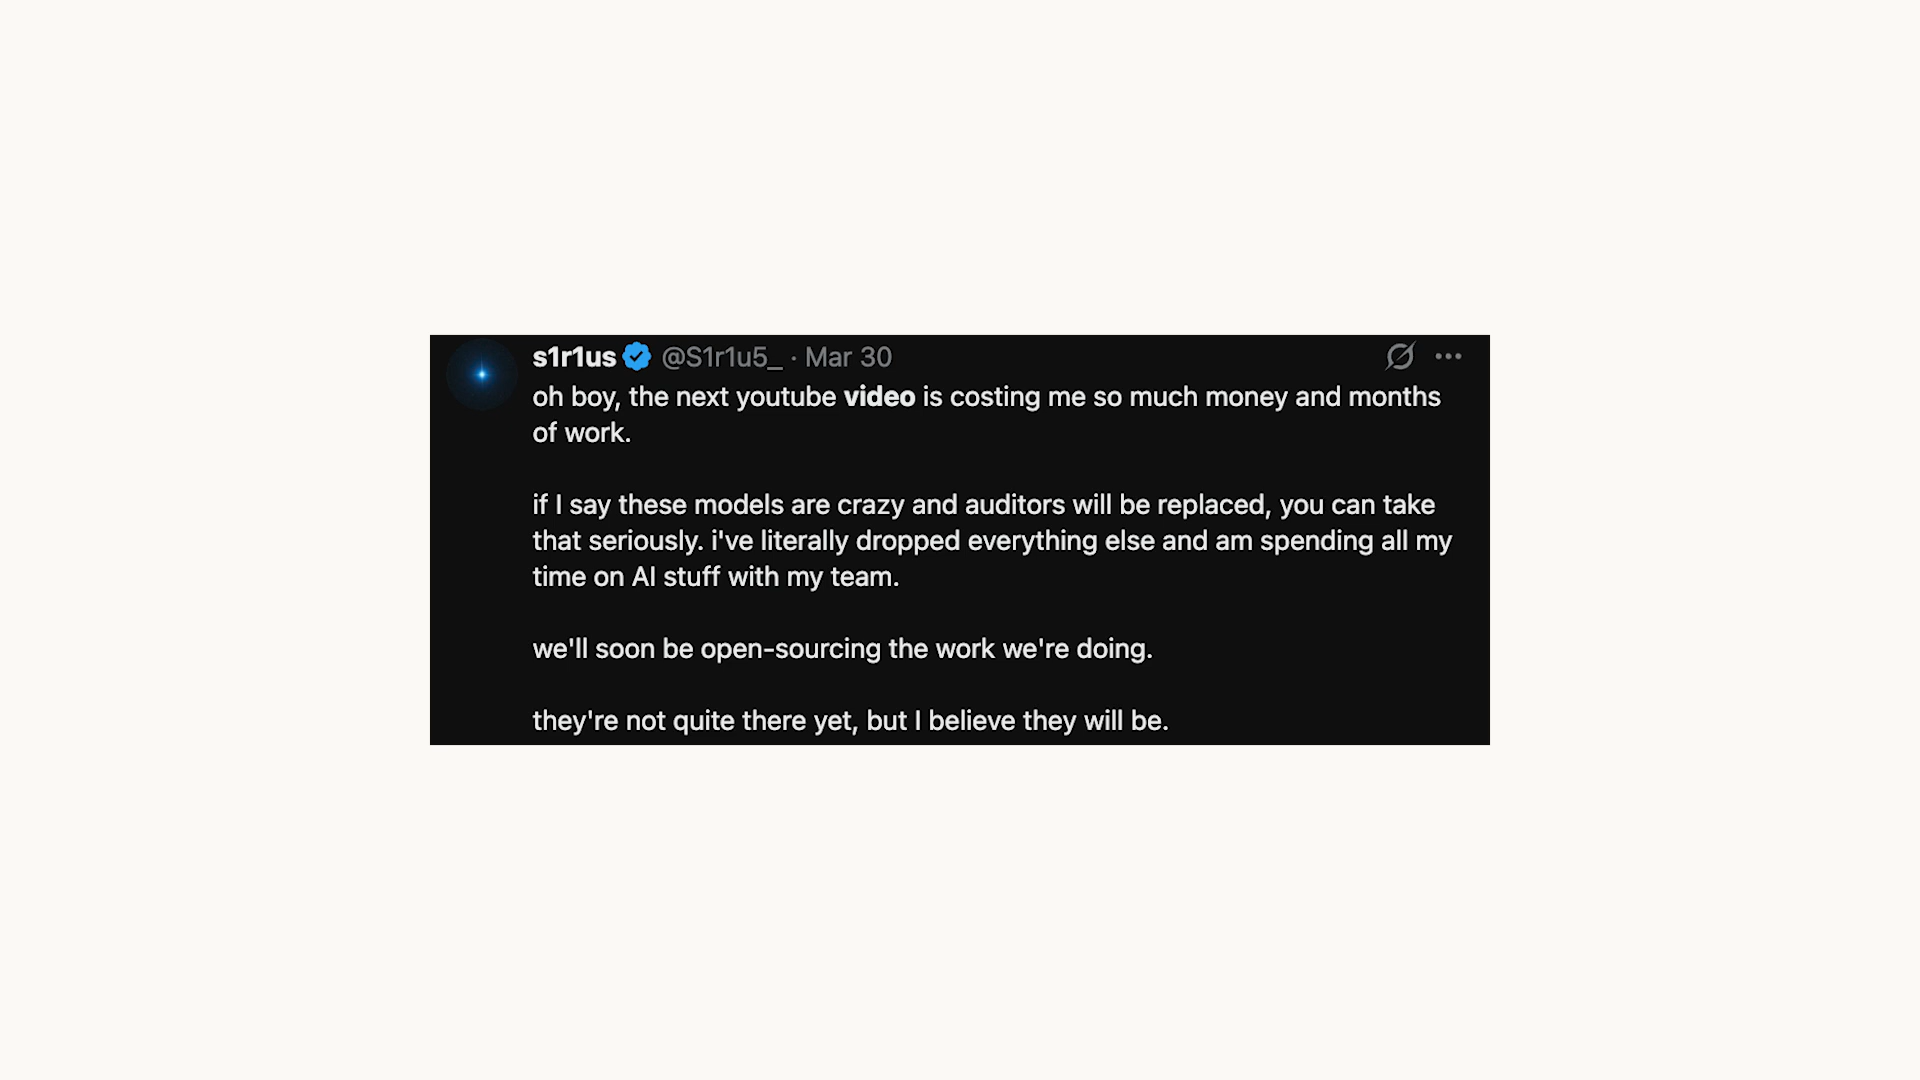 s1r1us @S1r1u5_ · Mar 30
oh boy, the next youtube video is costing me so much money and months
of work.
if I say these models are crazy and auditors will be replaced, you can take
that seriously. i've literally dropped everything else and am spending all my
time on AI stuff with my team.
we'll soon be open-sourcing the work we're doing.
they're not quite there yet, but I believe they will be.